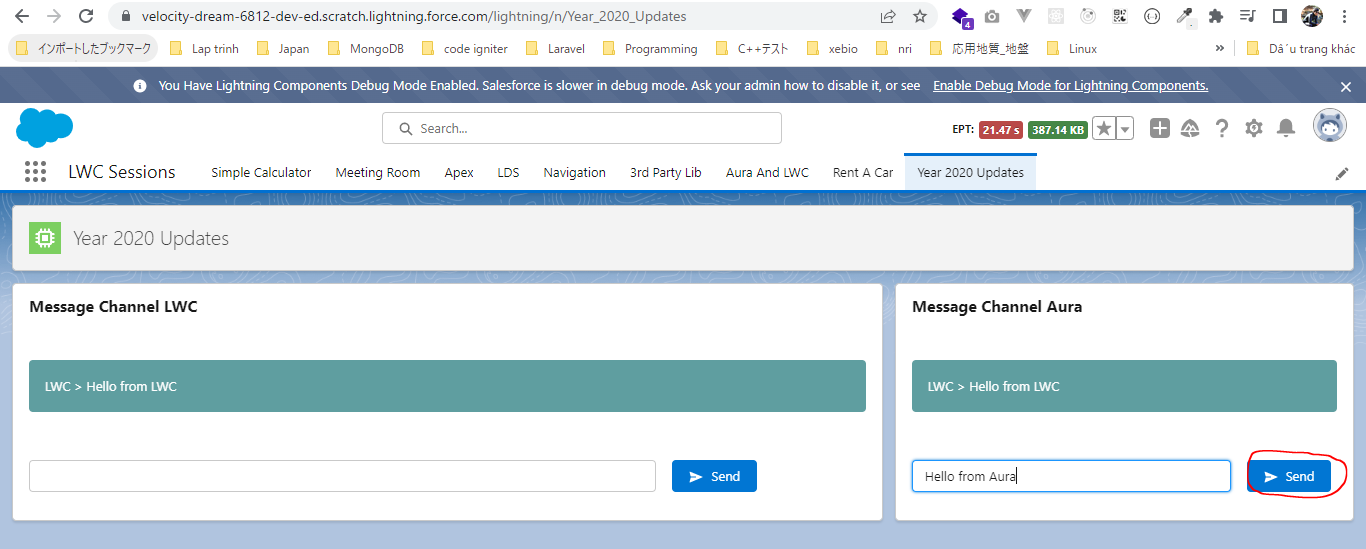 velocity-dream-6812-dev-ed.scratch.lightning.force.com/lightning/n/Year_2020_Updates
4
インポートしたブックマーク Lap trinh Japan MongoDB code igniter Laravel Programming C++テスト xebio nri 応用地質_地盤 Linux » Dấu trang khác
You Have Lightning Components Debug Mode Enabled. Salesforce is slower in debug mode. Ask your admin how to disable it, or see Enable Debug Mode for Lightning Components.
Search...
EPT: 21.47 s 387.14 KB
LWC Sessions Simple Calculator Meeting Room Apex LDS Navigation 3rd Party Lib Aura And LWC Rent A Car Year 2020 Updates
Year 2020 Updates
Message Channel LWC
LWC > Hello from LWC
Send
Message Channel Aura
LWC > Hello from LWC
Hello from Aura
Send